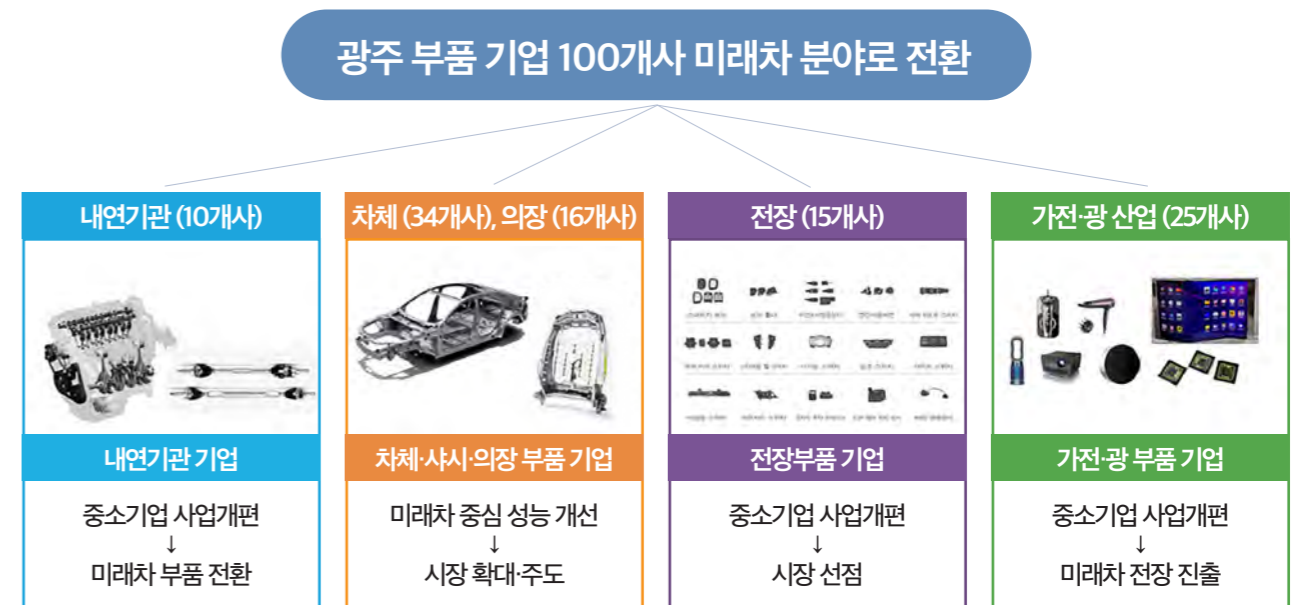 광주 부품 기업 100개사 미래차 분야로 전환
내연기관 (10개사)
내연기관 기업
중소기업 사업개편
↓
미래차 부품 전환
차체 (34개사), 의장 (16개사)
차체·샤시·의장 부품 기업
미래차 중심 성능 개선
↓
시장 확대·주도
전장 (15개사)
전장부품 기업
중소기업 사업개편
↓
시장 선점
가전·광 산업 (25개사)
가전·광 부품 기업
중소기업 사업개편
↓
미래차 전장 진출